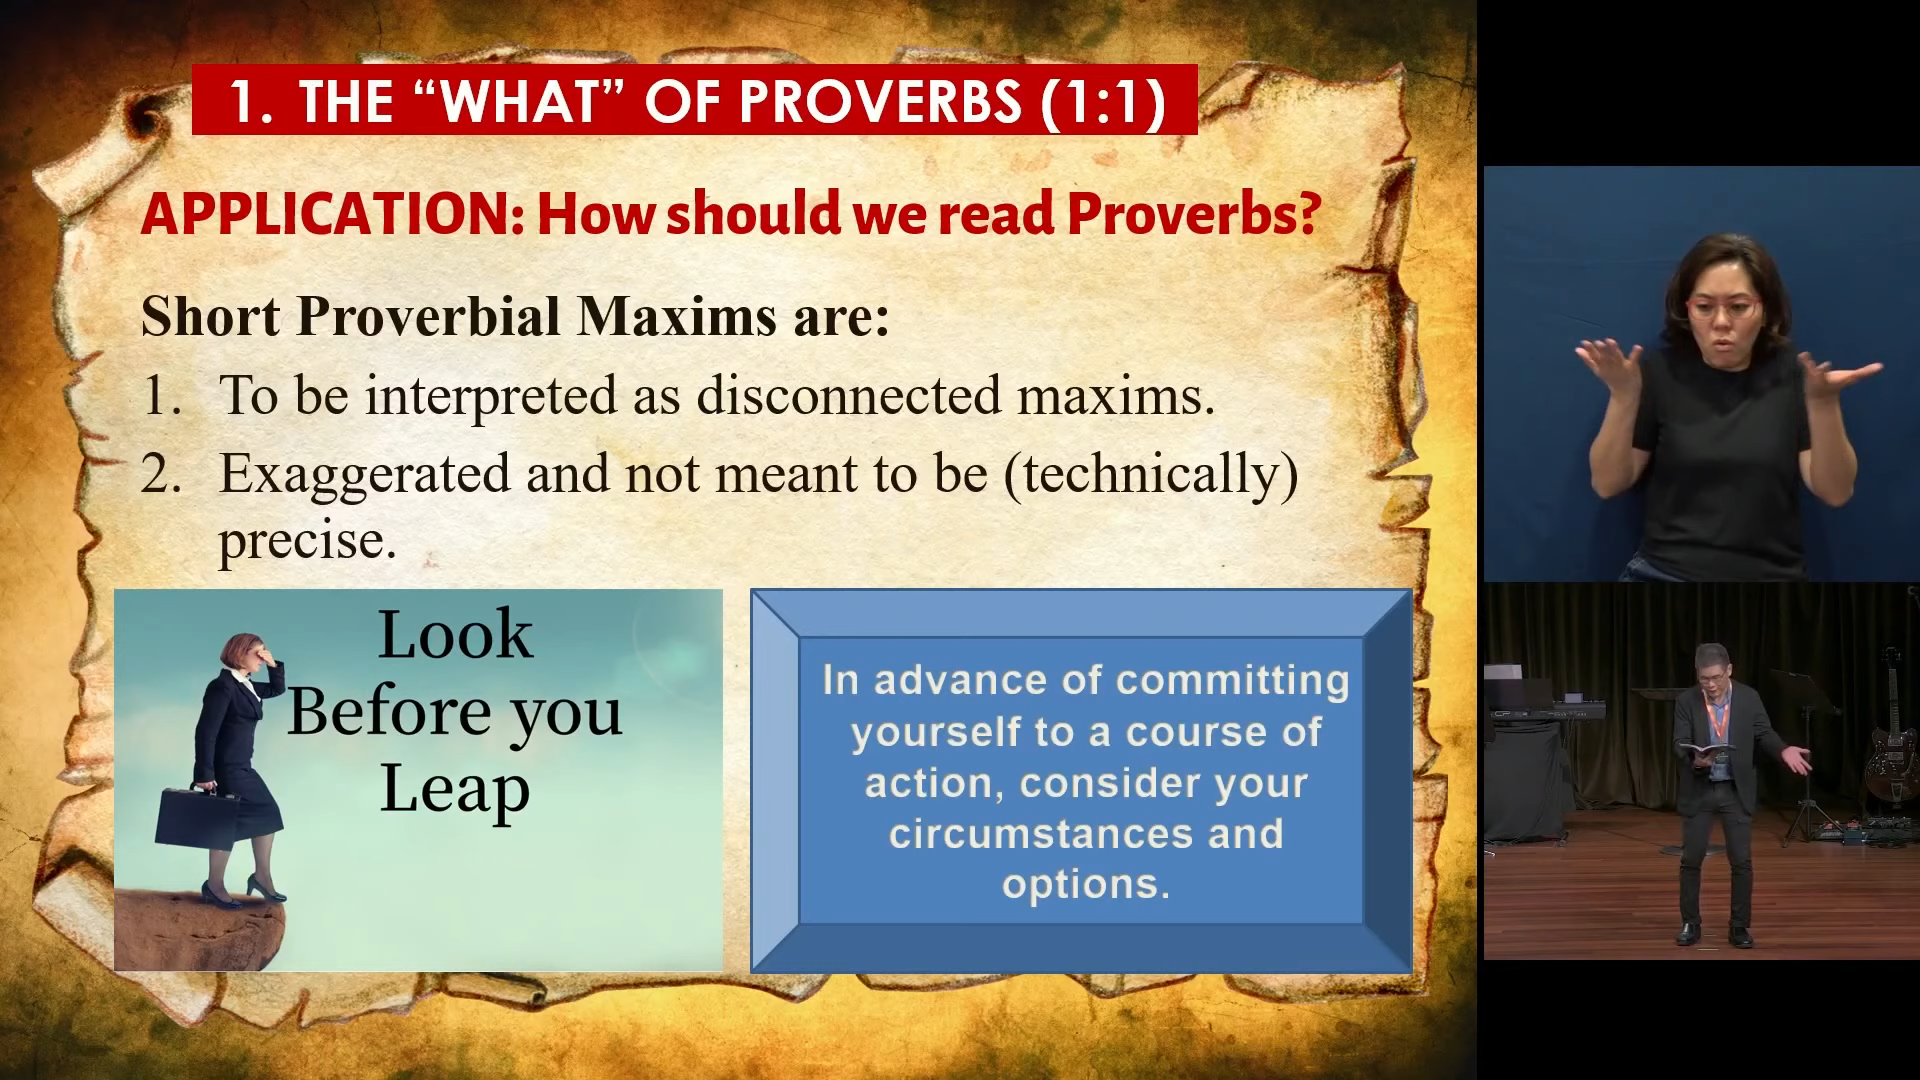 1. THE “WHAT” OF PROVERBS (1:1)
APPLICATION: How should we read Proverbs?
Short Proverbial Maxims are:
1. To be interpreted as disconnected maxims.
2. Exaggerated and not meant to be (technically)
precise.
Look
Before you
Leap
In advance of committing
yourself to a course of
action, consider your
circumstances and
options.